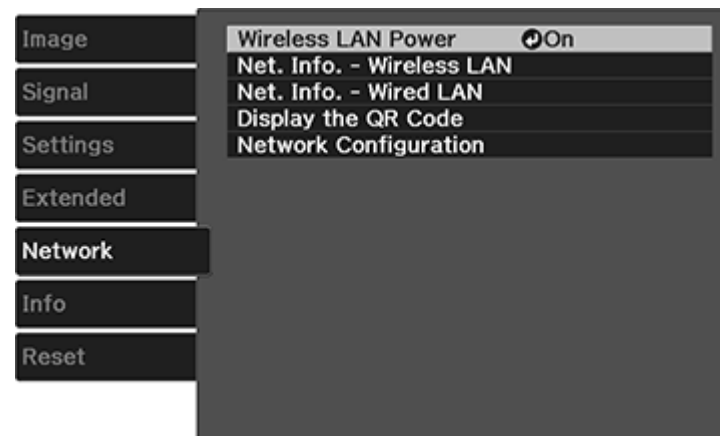 Image
Signal
Settings
Extended
Network
Info
Reset
Wireless LAN Power On
Net. Info. - Wireless LAN
Net. Info. - Wired LAN
Display the QR Code
Network Configuration